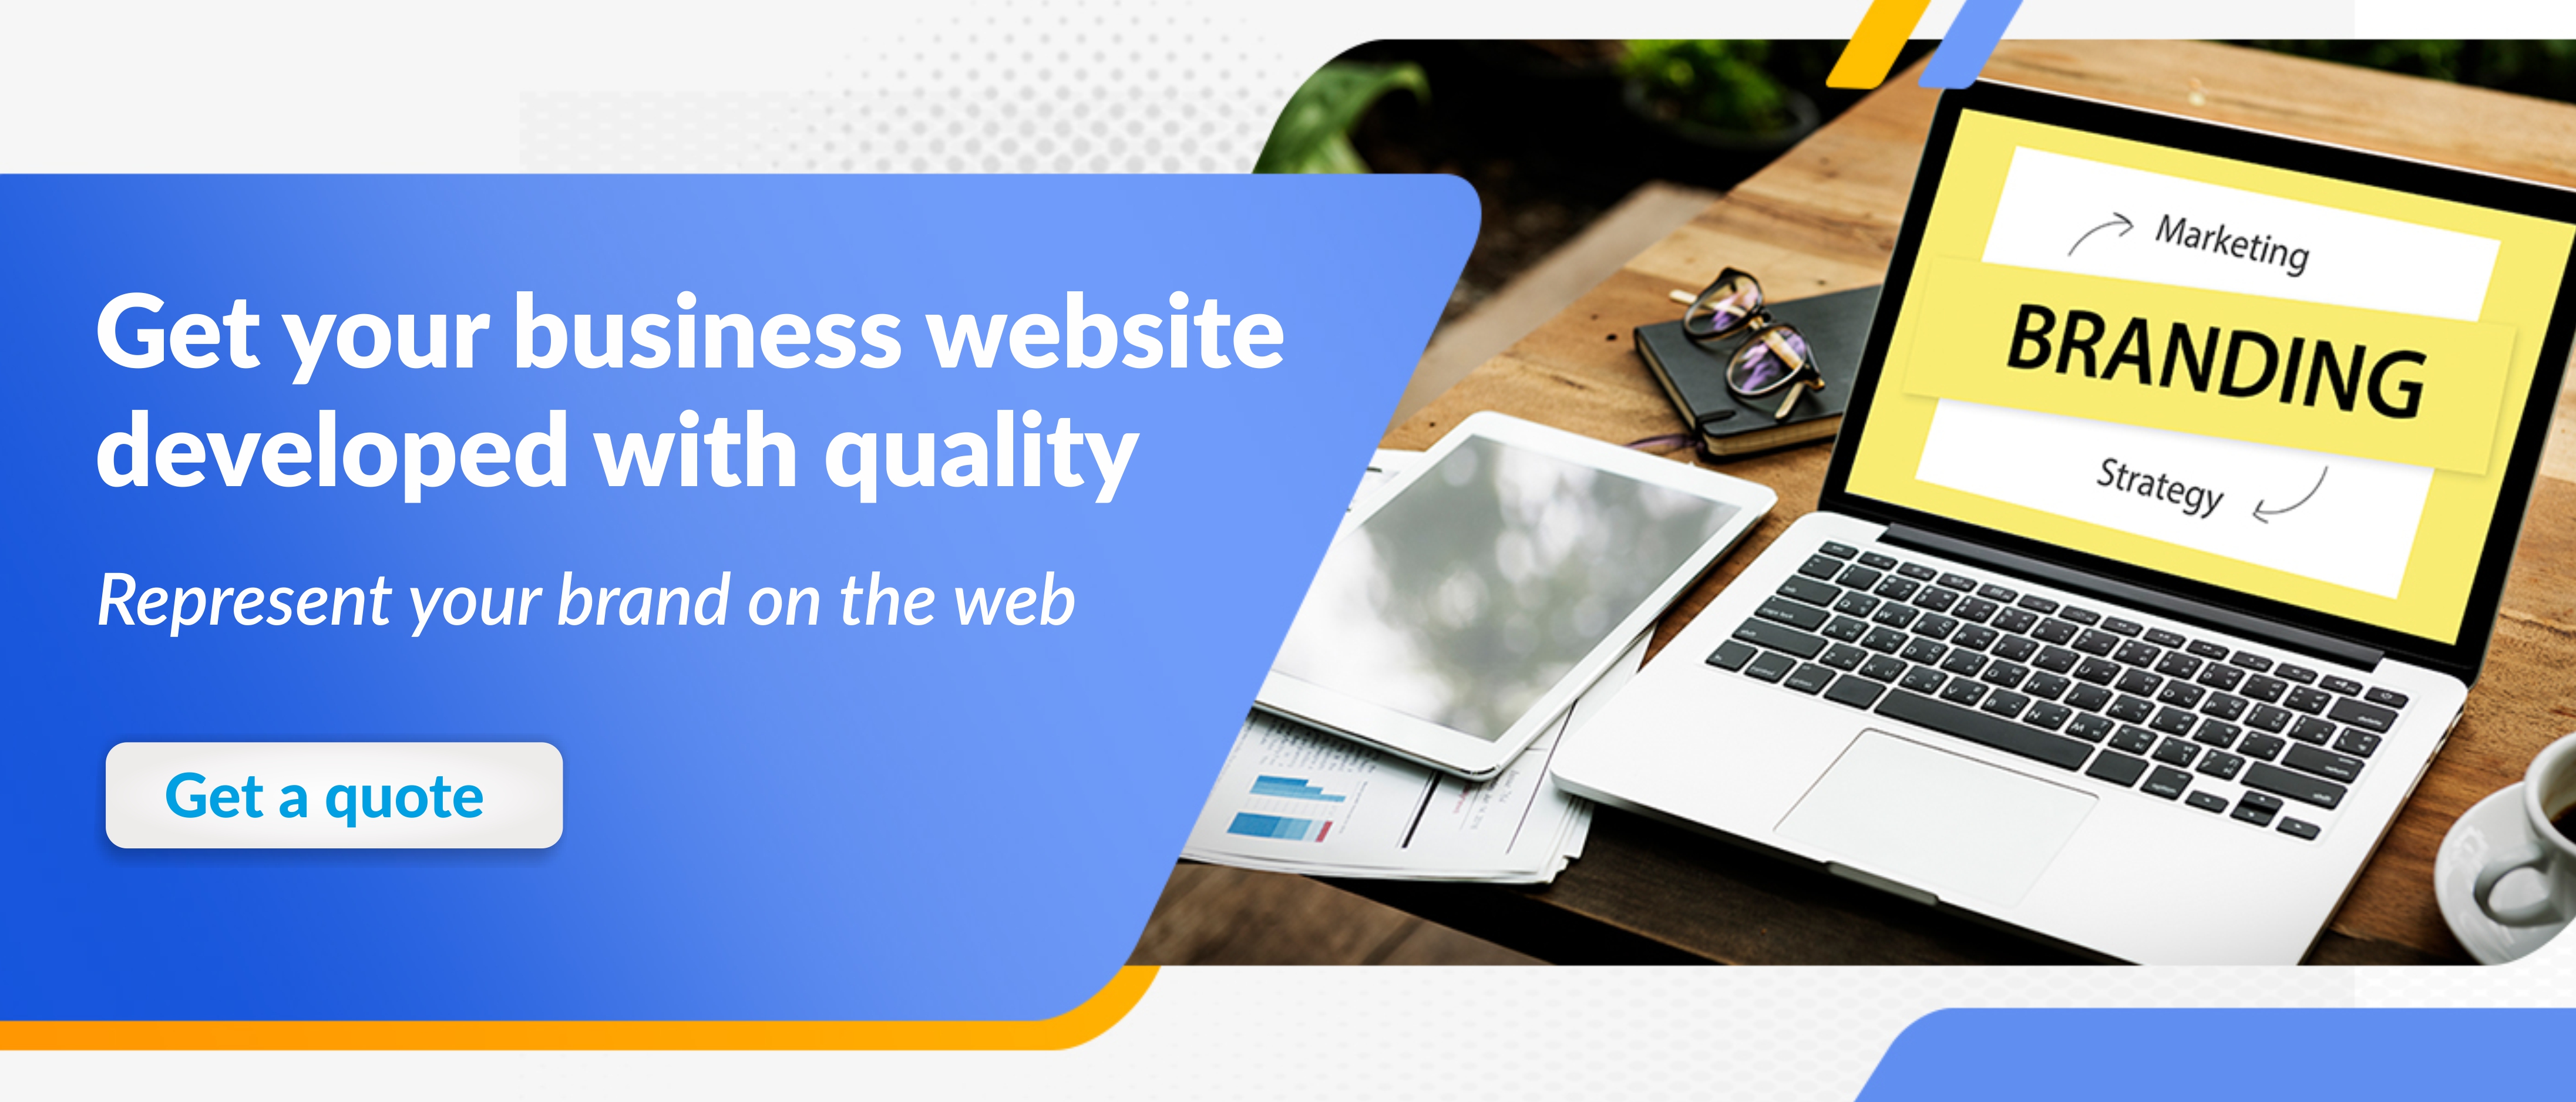 Get your business website
developed with quality
Represent your brand on the web
Get a quote
Marketing
BRANDING
Strategy